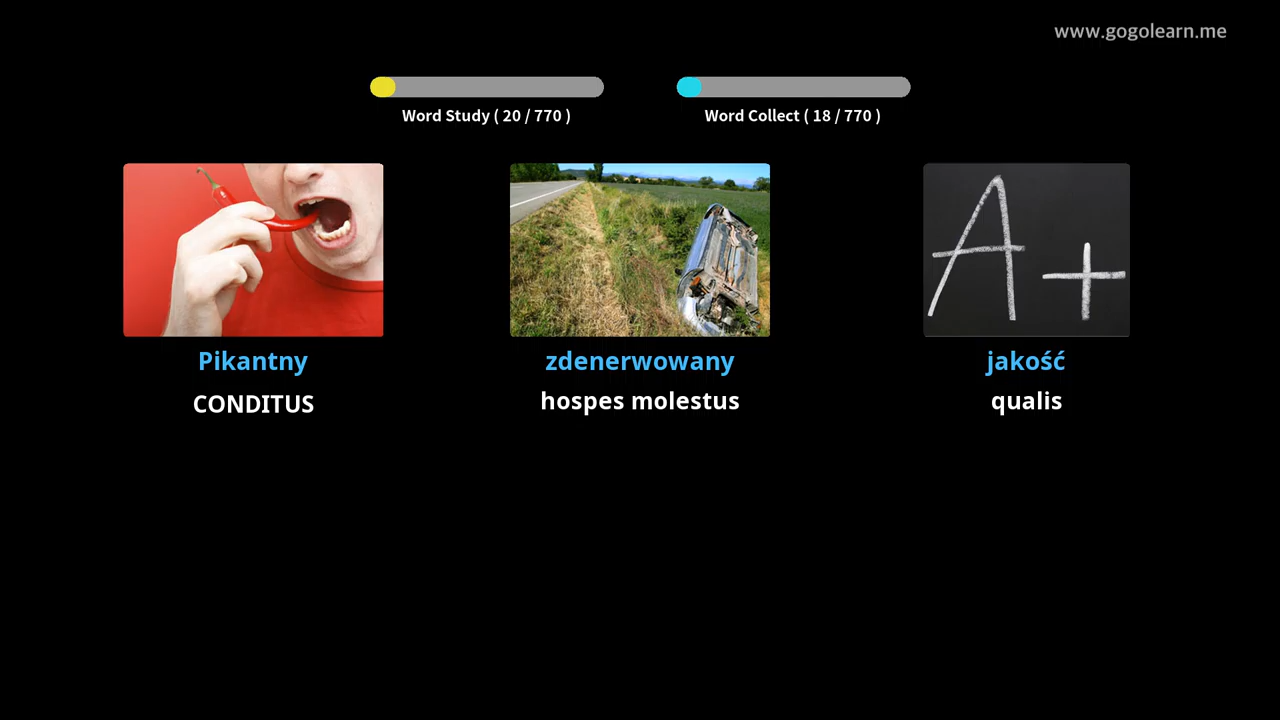 www.gogolearn.me
Word Study ( 20 / 770 )
Word Collect ( 18 / 770 )
A+
Pikantny
zdenerwowany
jakość
CONDITUS
hospes molestus
qualis